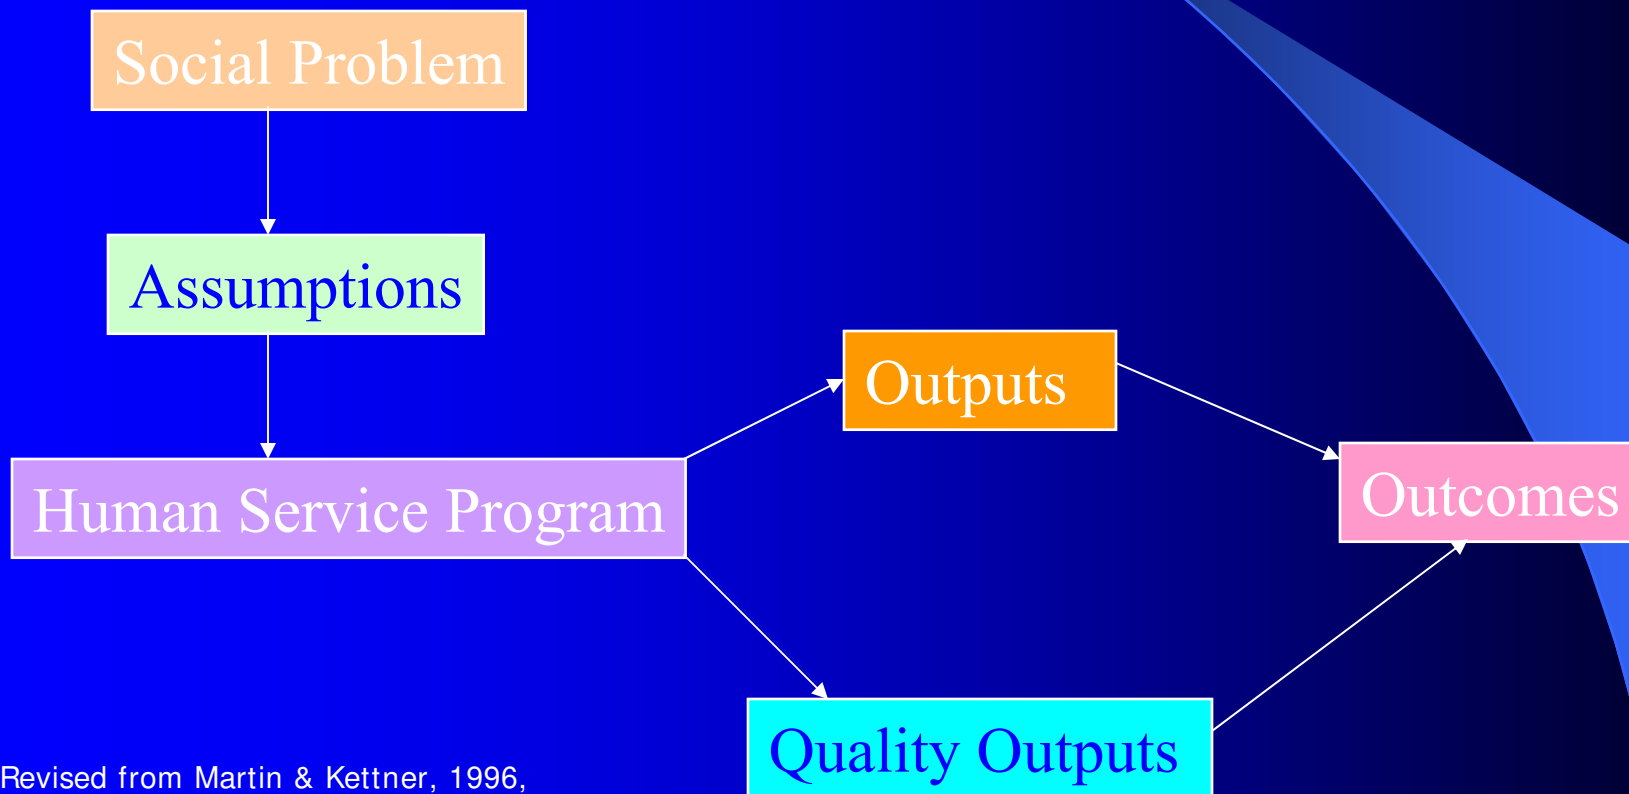 Social Problem
Assumptions
Human Service Program
Outputs
Quality Outputs
Outcomes
Revised from Martin & Kettner, 1996,